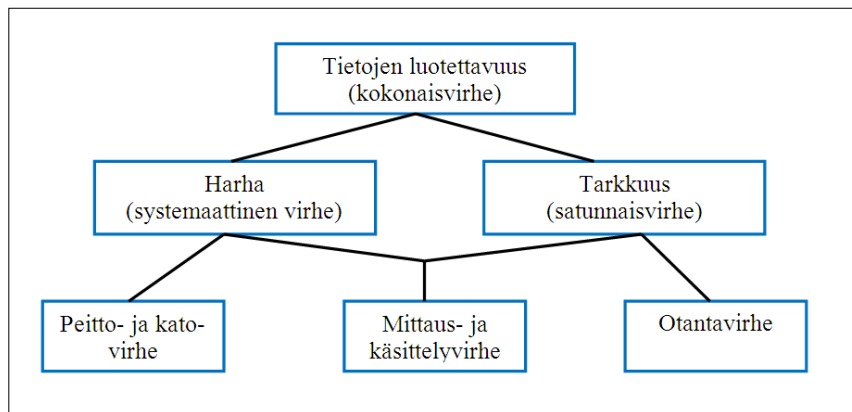 Tietojen luotettavuus
(kokonaisvirhe)
Harha
(systemaattinen virhe)
Tarkkuus
(satunnaisvirhe)
Peitto- ja kato-
virhe
Mittaus- ja
käsittelyvirhe
Otantavirhe